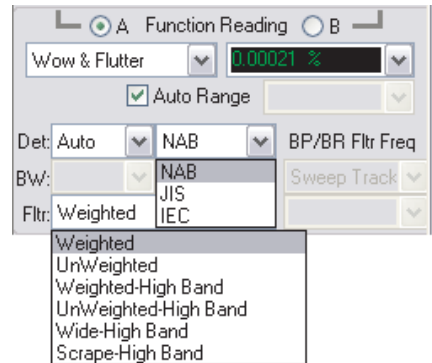 A Function Reading B
Wow & Flutter 0.00021 %
Auto Range
Det: Auto NAB BP/BR Fltr Freq
BW: NAB Sweep Track
JIS
Fltr: Weighted IEC
Weighted
UnWeighted
Weighted-High Band
UnWeighted-High Band
Wide-High Band
Scrape-High Band